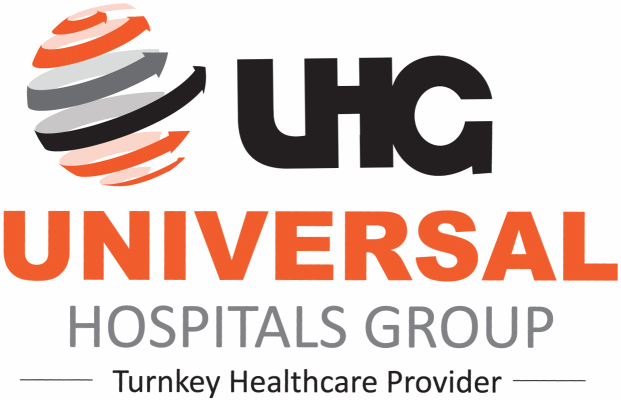 UHG
UNIVERSAL
HOSPITALS GROUP
Turnkey Healthcare Provider